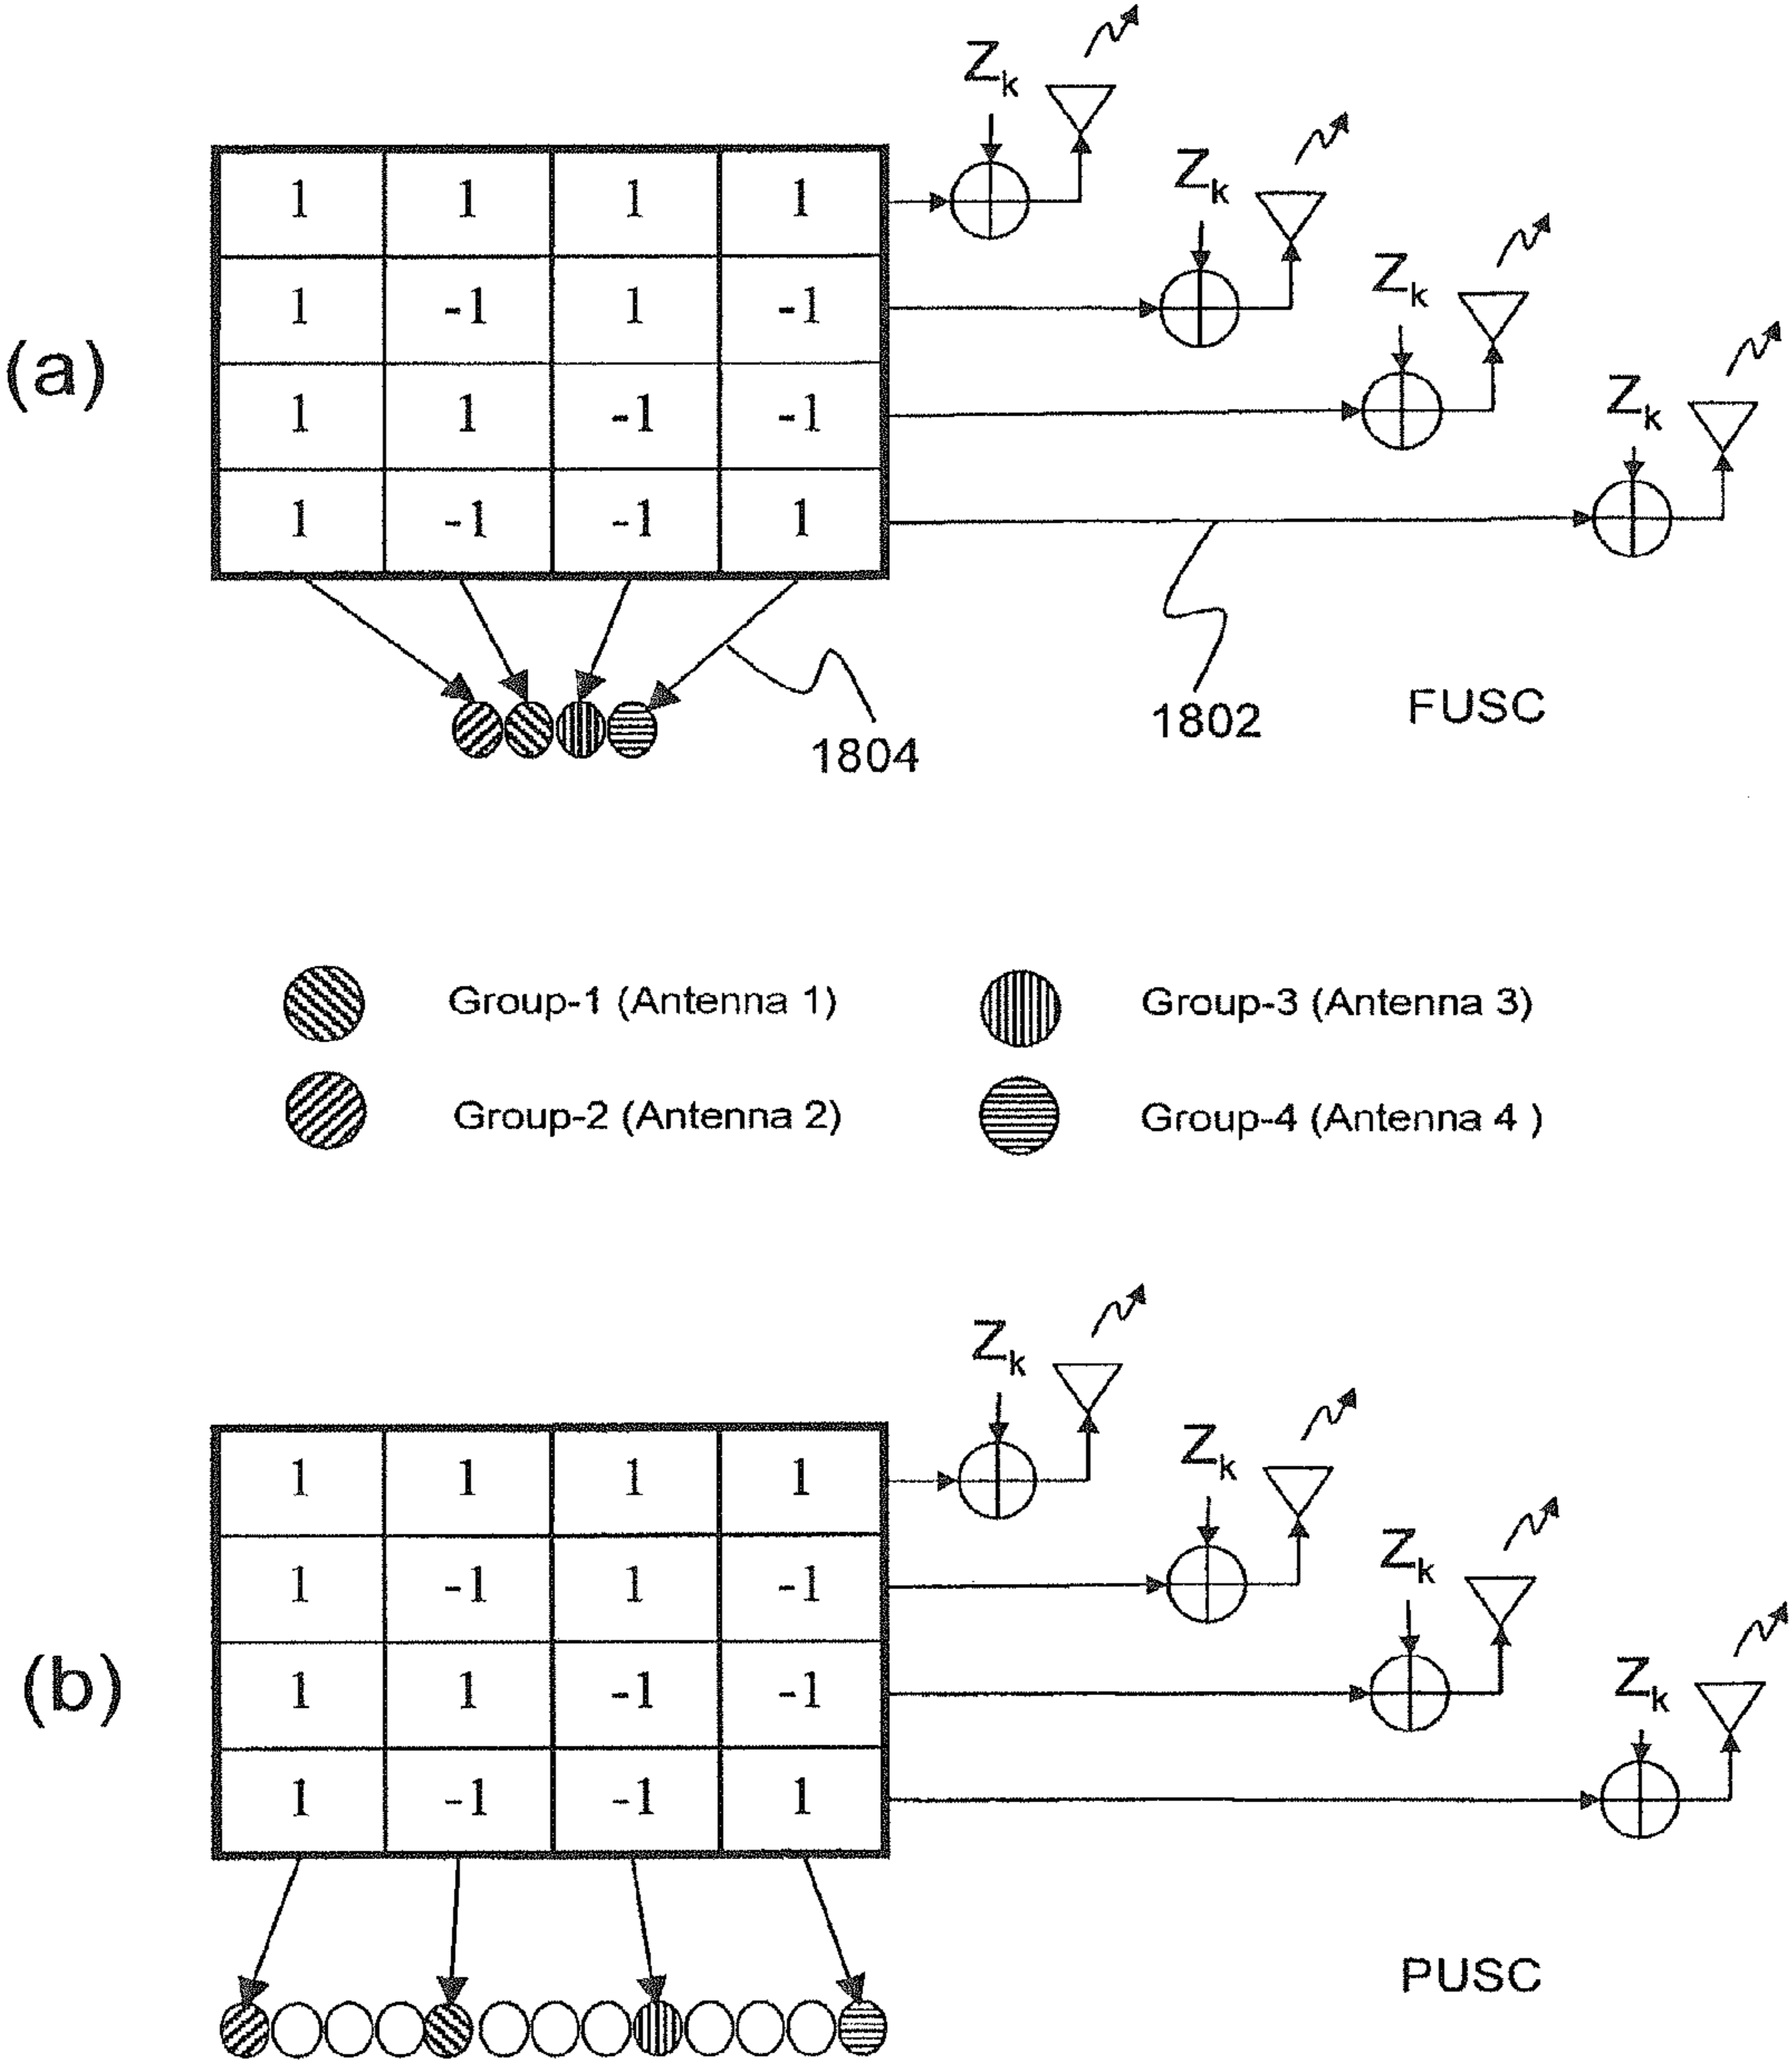 (a)
Zk
Zk
Zk
Zk
1 1 1 1
1 -1 1 -1
1 1 -1 -1
1 -1 -1 1
1804
1802
FUSC
Group-1 (Antenna 1)
Group-3 (Antenna 3)
Group-2 (Antenna 2)
Group-4 (Antenna 4 )
(b)
Zk
Zk
Zk
Zk
1 1 1 1
1 -1 1 -1
1 1 -1 -1
1 -1 -1 1
PUSC